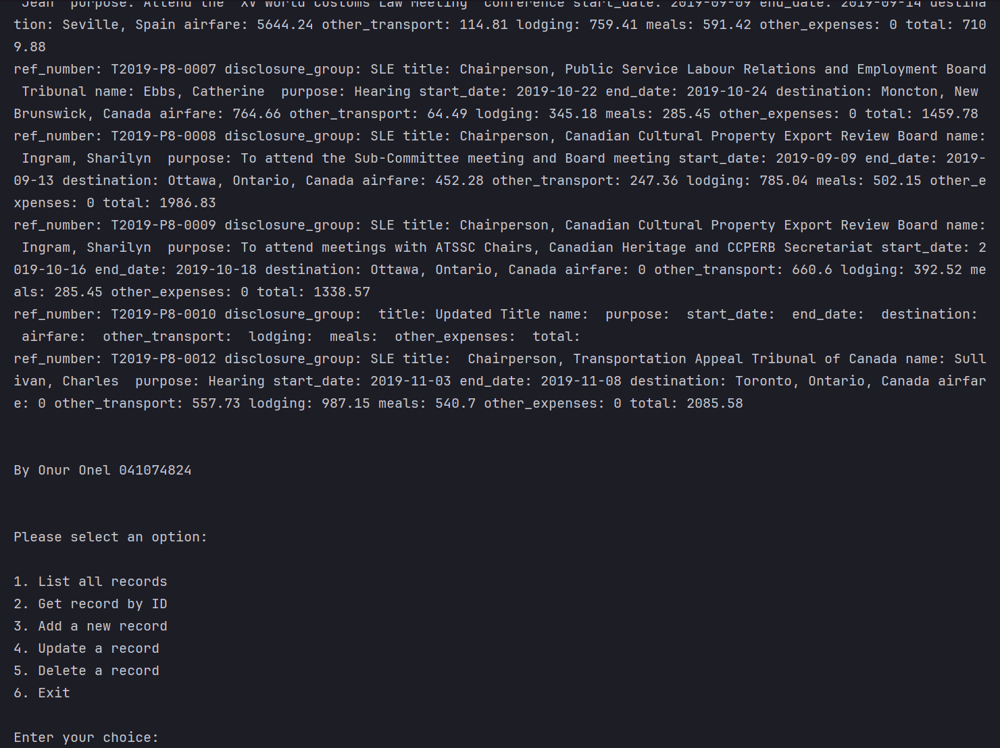 Jean  purpose: Attend the "XV World Customs Law Meeting" conference start_date: 2019-09-09 end_date: 2019-09-14 destina
tion: Seville, Spain airfare: 5644.24 other_transport: 114.81 lodging: 759.41 meals: 591.42 other_expenses: 0 total: 710
9.88
ref_number: T2019-P8-0007 disclosure_group: SLE title: Chairperson, Public Service Labour Relations and Employment Board
 Tribunal name: Ebbs, Catherine  purpose: Hearing start_date: 2019-10-22 end_date: 2019-10-24 destination: Moncton, New
Brunswick, Canada airfare: 764.66 other_transport: 64.49 lodging: 345.18 meals: 285.45 other_expenses: 0 total: 1459.78
ref_number: T2019-P8-0008 disclosure_group: SLE title: Chairperson, Canadian Cultural Property Export Review Board name:
 Ingram, Sharilyn  purpose: To attend the Sub-Committee meeting and Board meeting start_date: 2019-09-09 end_date: 2019-
09-13 destination: Ottawa, Ontario, Canada airfare: 452.28 other_transport: 247.36 lodging: 785.04 meals: 502.15 other_e
xpenses: 0 total: 1986.83
ref_number: T2019-P8-0009 disclosure_group: SLE title: Chairperson, Canadian Cultural Property Export Review Board name:
 Ingram, Sharilyn  purpose: To attend meetings with ATSSC Chairs, Canadian Heritage and CCPERB Secretariat start_date: 2
019-10-16 end_date: 2019-10-18 destination: Ottawa, Ontario, Canada airfare: 0 other_transport: 660.6 lodging: 392.52 me
als: 285.45 other_expenses: 0 total: 1338.57
ref_number: T2019-P8-0010 disclosure_group:  title: Updated Title name:  purpose:  start_date:  end_date:  destination:
 airfare:  other_transport:  lodging:  meals:  other_expenses:  total:
ref_number: T2019-P8-0012 disclosure_group: SLE title:  Chairperson, Transportation Appeal Tribunal of Canada name: Sull
ivan, Charles  purpose: Hearing start_date: 2019-11-03 end_date: 2019-11-08 destination: Toronto, Ontario, Canada airfar
e: 0 other_transport: 557.73 lodging: 987.15 meals: 540.7 other_expenses: 0 total: 2085.58
By Onur Onel 041074824
Please select an option:
1. List all records
2. Get record by ID
3. Add a new record
4. Update a record
5. Delete a record
6. Exit
Enter your choice: